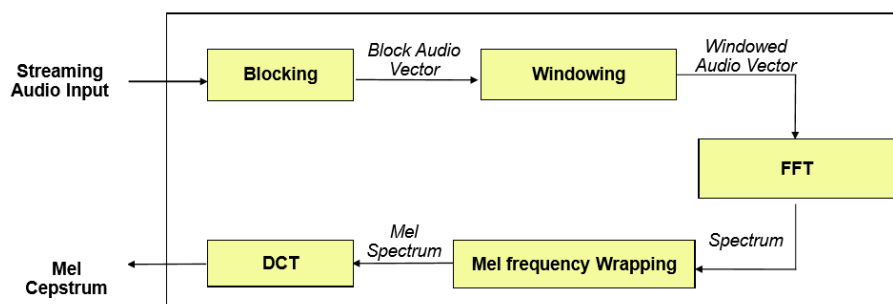 Streaming
Audio Input
Blocking
Block Audio
Vector
Windowing
Windowed
Audio Vector
FFT
Spectrum
Mel frequency Wrapping
Mel
Spectrum
DCT
Mel
Cepstrum